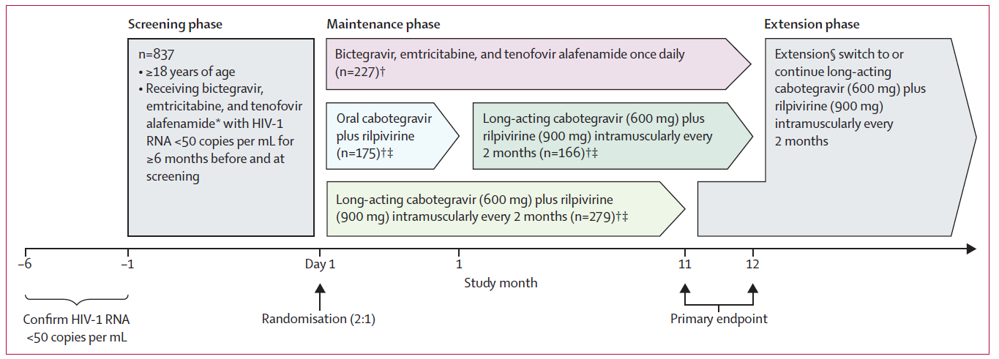 Screening phase
n=837
• ≥18 years of age
• Receiving bictegravir,
emtricitabine, and tenofovir
alafenamide* with HIV-1
RNA <50 copies per mL for
≥6 months before and at
screening
Maintenance phase
Bictegravir, emtricitabine, and tenofovir alafenamide once daily
(n=227)†
Oral cabotegravir
plus rilpivirine
(n=175)†‡
Long-acting cabotegravir (600 mg) plus
rilpivirine (900 mg) intramuscularly every
2 months (n=166)†‡
Long-acting cabotegravir (600 mg) plus rilpivirine
(900 mg) intramuscularly every 2 months (n=279)†‡
Extension phase
Extension§ switch to or
continue long-acting
cabotegravir (600 mg) plus
rilpivirine (900 mg)
intramuscularly every
2 months
–6 –1 Day 1 1 11 12
Study month
Confirm HIV-1 RNA
<50 copies per mL
Randomisation (2:1)
Primary endpoint